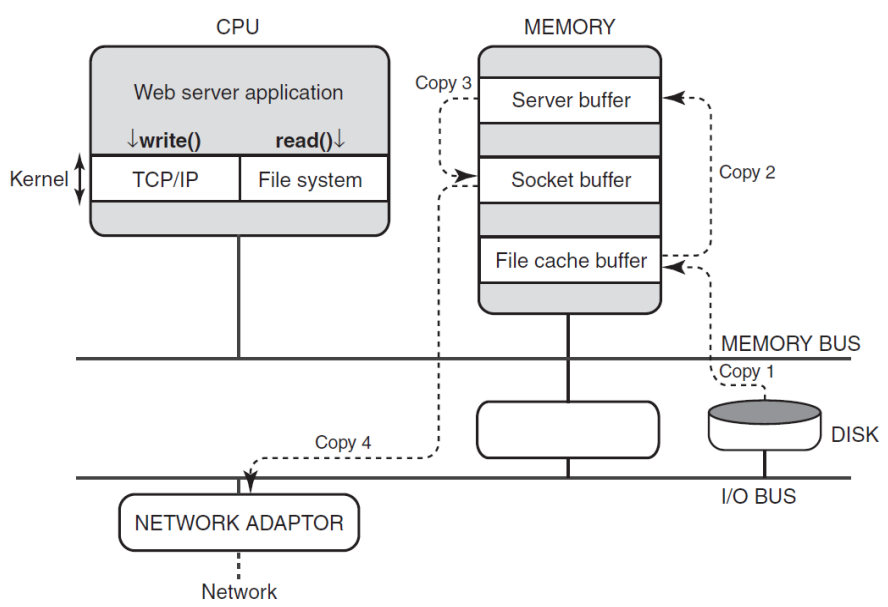 CPU
MEMORY
Web server application
↓write() read()↓
Kernel
TCP/IP
File system
Copy 3
Server buffer
Socket buffer
Copy 2
File cache buffer
MEMORY BUS
Copy 1
Copy 4
DISK
I/O BUS
NETWORK ADAPTOR
Network